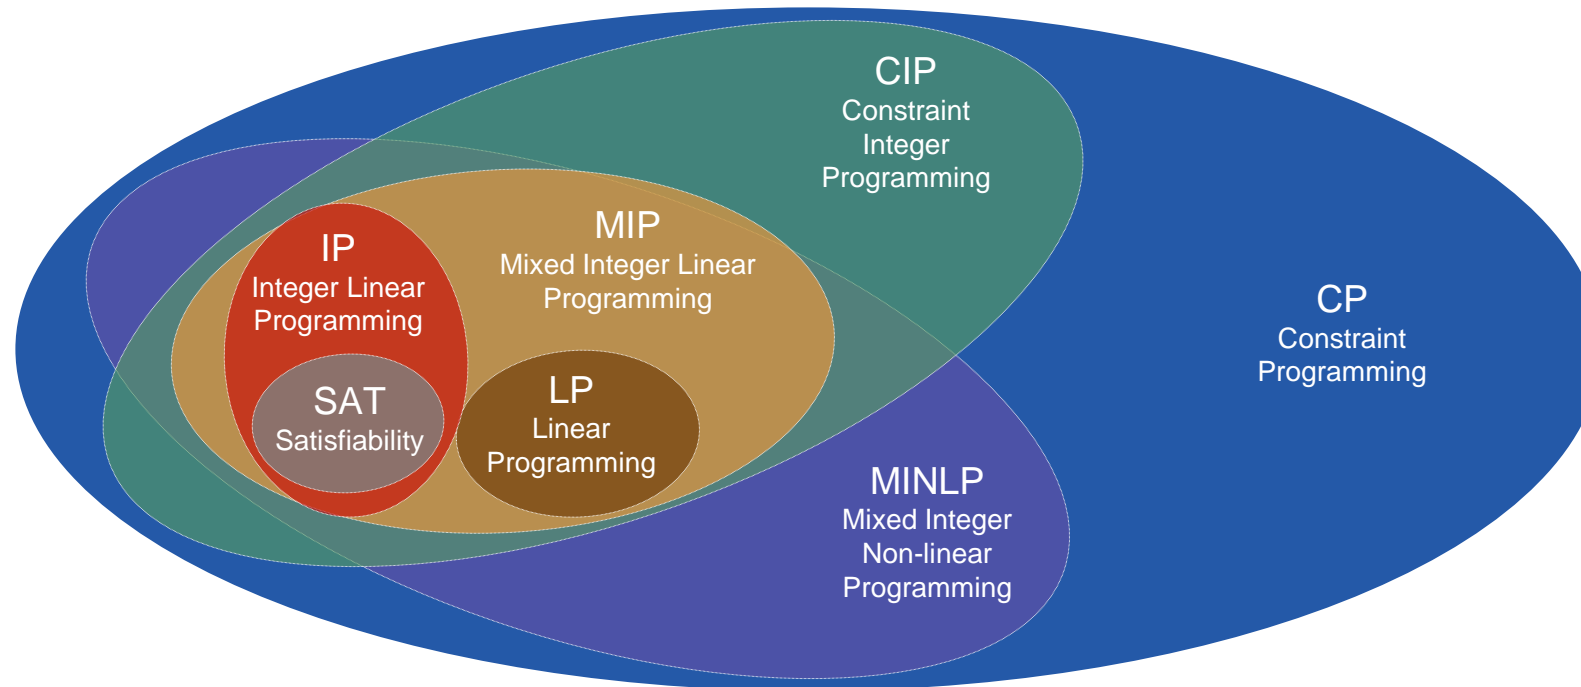 CIP
Constraint
Integer
Programming
MIP
Mixed Integer Linear
Programming
IP
Integer Linear
Programming
CP
Constraint
Programming
SAT
Satisfiability
LP
Linear
Programming
MINLP
Mixed Integer
Non-linear
Programming